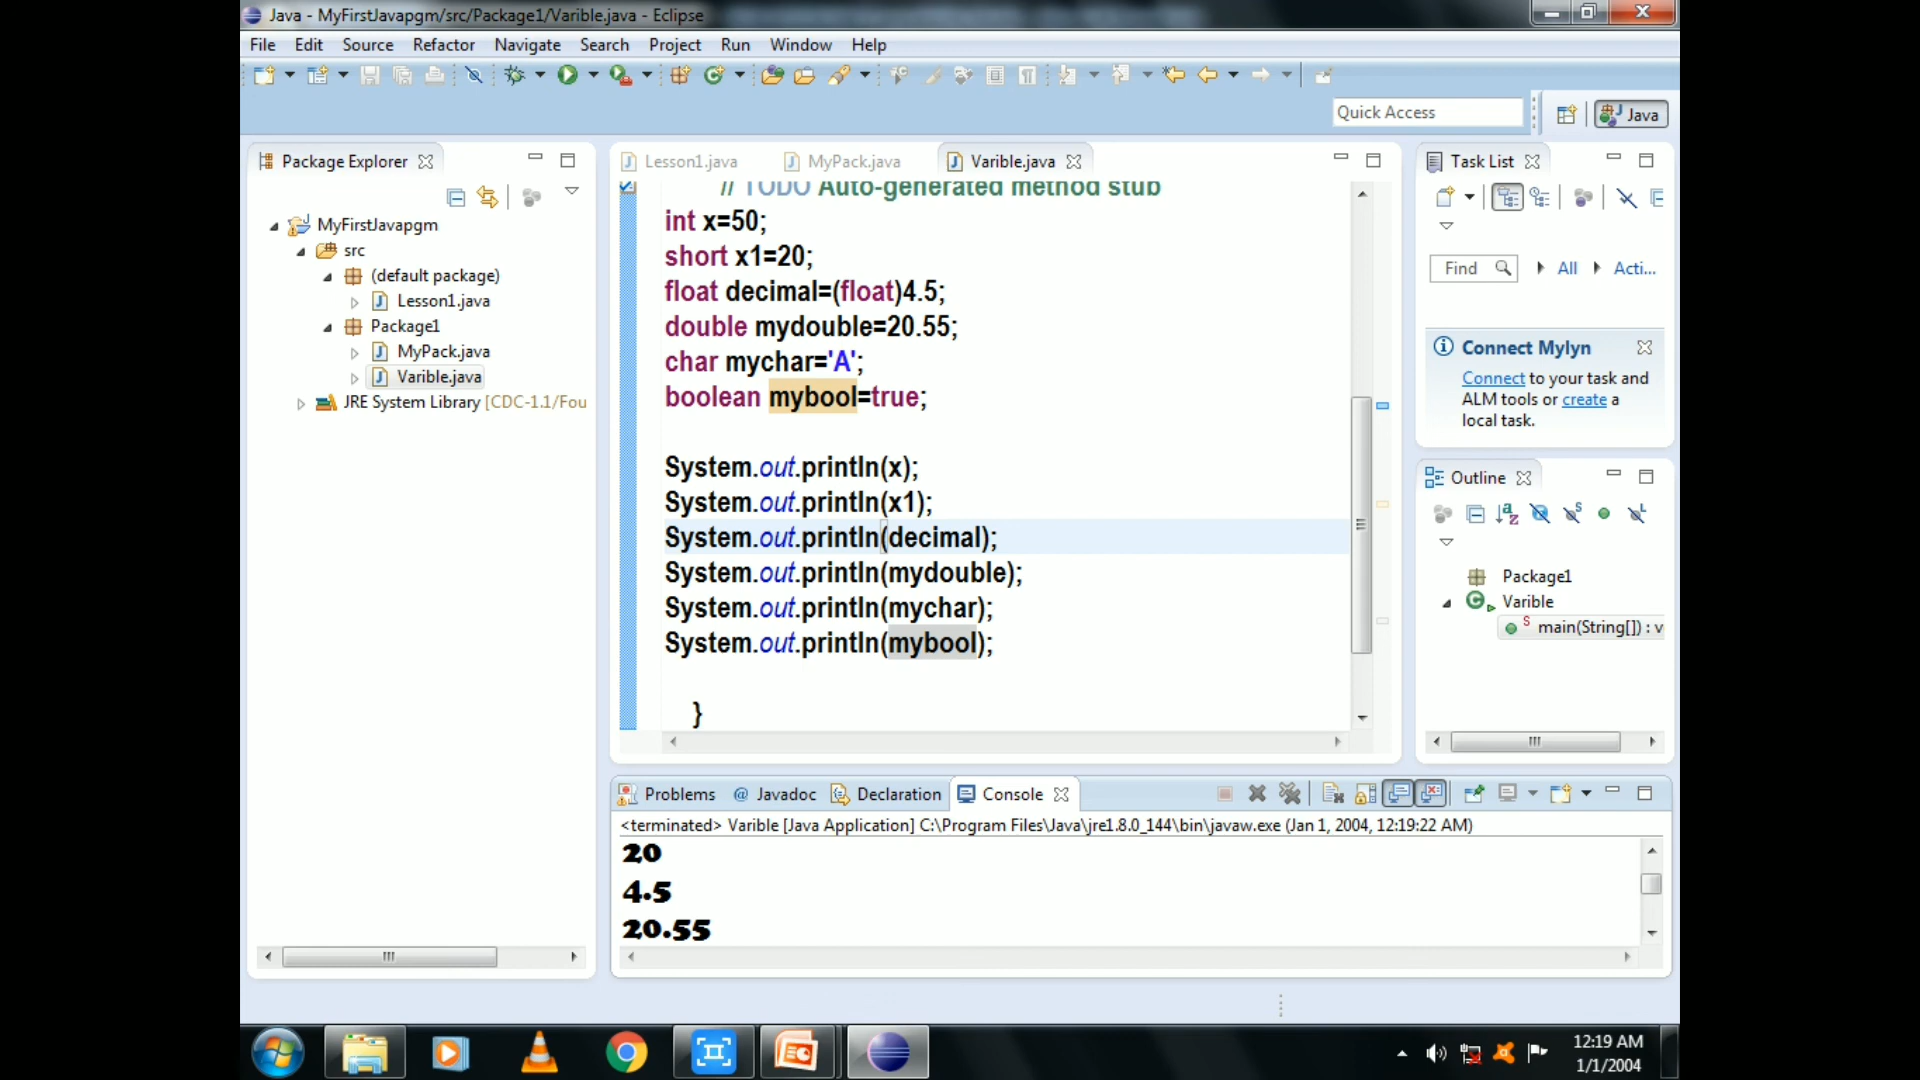 Java - MyFirstJavapgm/src/Package1/Varible.java - Eclipse
File Edit Source Refactor Navigate Search Project Run Window Help
Quick Access
Java
Package Explorer
MyFirstJavapgm
src
(default package)
Lesson1.java
Package1
MyPack.java
Varible.java
JRE System Library [CDC-1.1/Fou
Lesson1.java MyPack.java Varible.java
// TODO Auto-generated method stub
int x=50;
short x1=20;
float decimal=(float)4.5;
double mydouble=20.55;
char mychar='A';
boolean mybool=true;
System.out.println(x);
System.out.println(x1);
System.out.println(decimal);
System.out.println(mydouble);
System.out.println(mychar);
System.out.println(mybool);
}
Task List
Find All Acti...
Connect Mylyn
Connect to your task and
ALM tools or create a
local task.
Outline
Package1
Varible
main(String[]) : v
Problems @ Javadoc Declaration Console
<terminated> Varible [Java Application] C:\Program Files\Java\jre1.8.0_144\bin\javaw.exe (Jan 1, 2004, 12:19:22 AM)
20
4.5
20.55
12:19 AM
1/1/2004